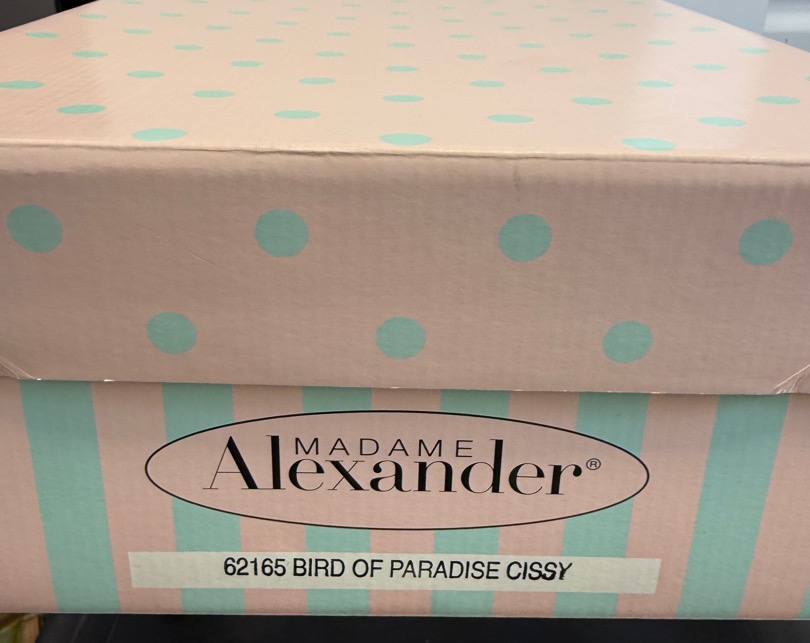 MADAME
Alexander®
62165 BIRD OF PARADISE CISSY